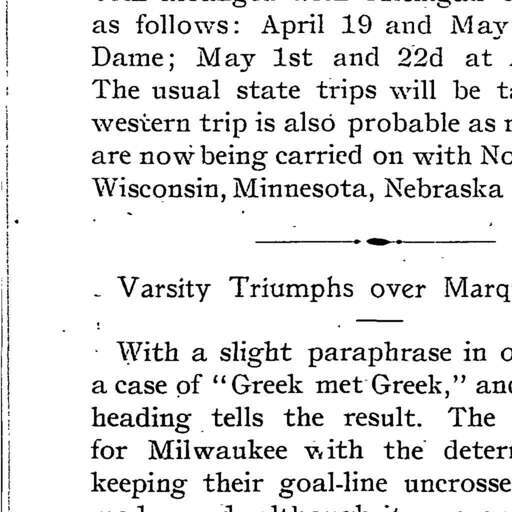 as follows: April 19 and May
Dame; May 1st and 22d at
The usual state trips will be
western trip is also probable as
are now being carried on with No
Wisconsin, Minnesota, Nebraska
Varsity Triumphs over Marq
With a slight paraphrase in
a case of "Greek met Greek," and
heading tells the result. The
for Milwaukee with the deter
keeping their goal-line uncrosse